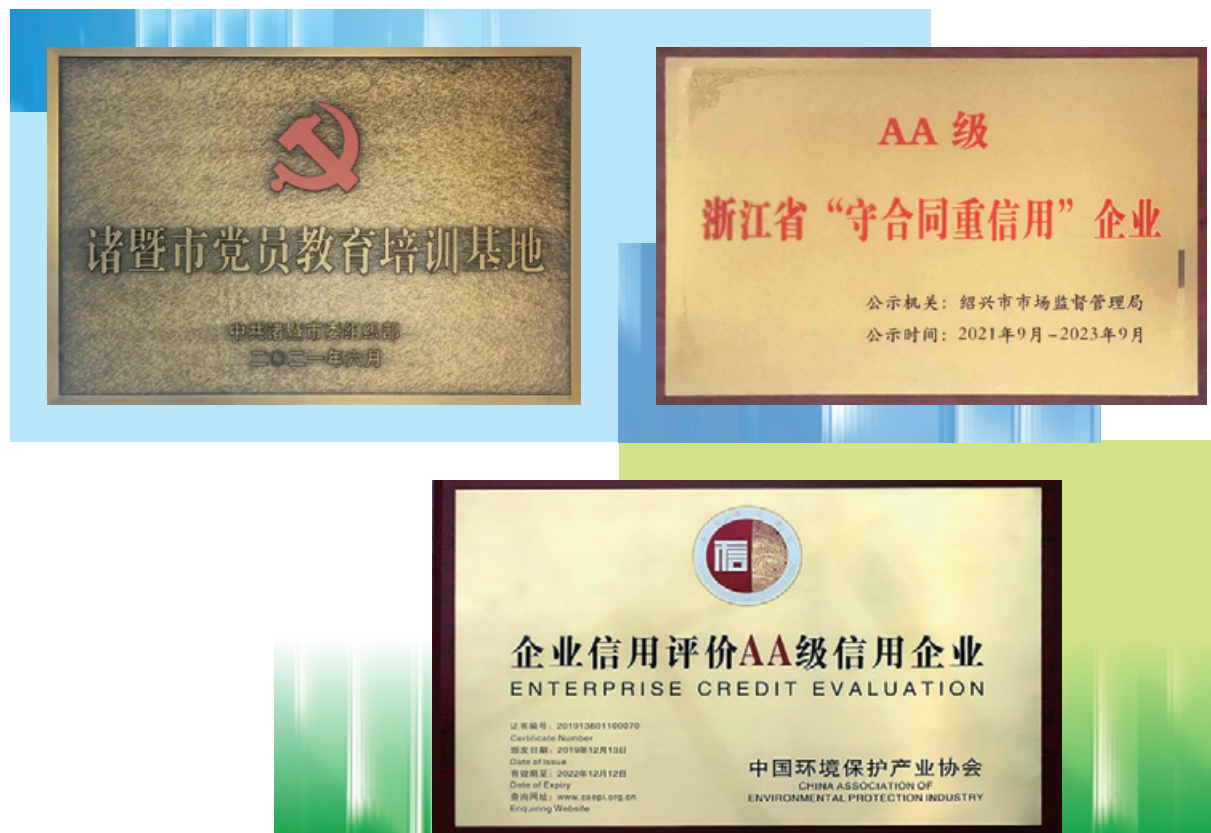 诸暨市党员教育培训基地
中共诸暨市委组织部
二〇二一年六月
AA 级
浙江省“守合同重信用”企业
公示机关：绍兴市市场监督管理局
公示时间：2021年9月-2023年9月
信
企业信用评价AA级信用企业
ENTERPRISE CREDIT EVALUATION
证书编号：201913601100070
Certificate Number
颁发日期：2019年12月13日
Date of Issue
有效期至：2022年12月12日
Date of Expiry
查询网址：www.caepi.org.cn
Enquiring Website
中国环境保护产业协会
CHINA ASSOCIATION OF
ENVIRONMENTAL PROTECTION INDUSTRY